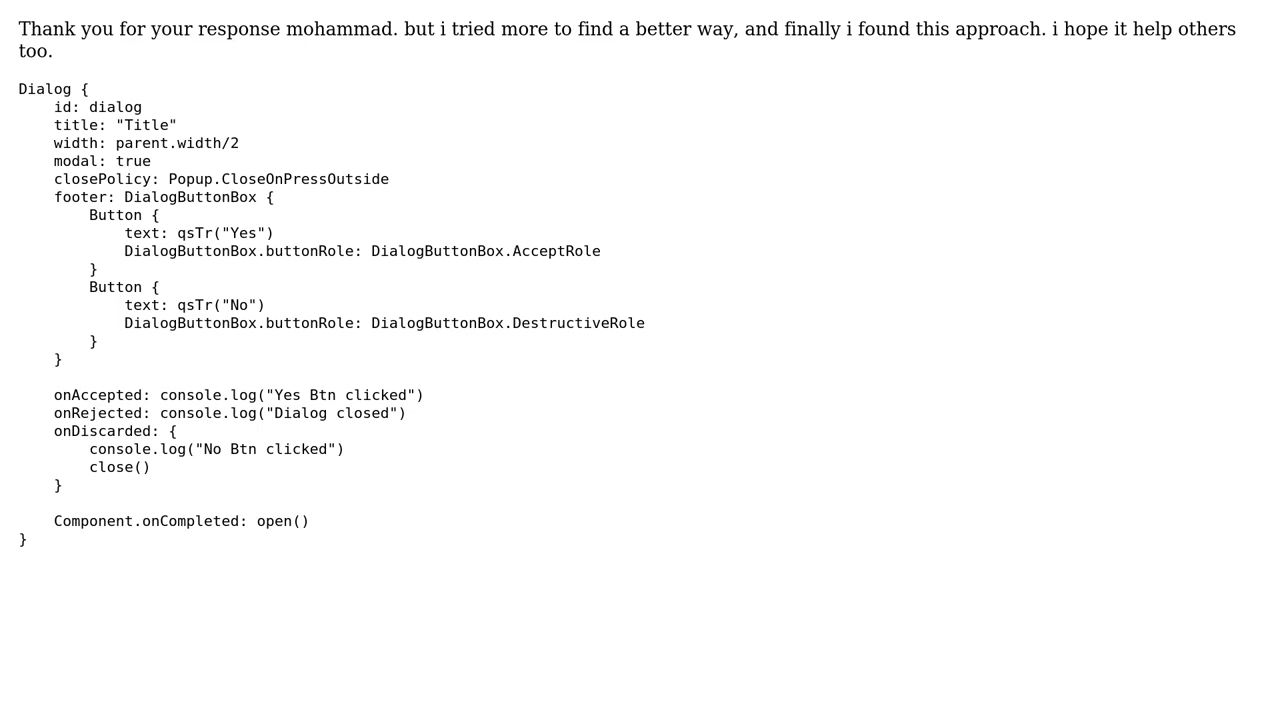 Thank you for your response mohammad. but i tried more to find a better way, and finally i found this approach. i hope it help others
too.
Dialog {
    id: dialog
    title: "Title"
    width: parent.width/2
    modal: true
    closePolicy: Popup.CloseOnPressOutside
    footer: DialogButtonBox {
        Button {
            text: qsTr("Yes")
            DialogButtonBox.buttonRole: DialogButtonBox.AcceptRole
        }
        Button {
            text: qsTr("No")
            DialogButtonBox.buttonRole: DialogButtonBox.DestructiveRole
        }
    }

    onAccepted: console.log("Yes Btn clicked")
    onRejected: console.log("Dialog closed")
    onDiscarded: {
        console.log("No Btn clicked")
        close()
    }

    Component.onCompleted: open()
}